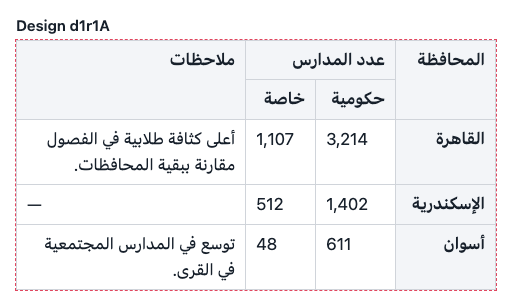 Design d1r1A
المحافظة
عدد المدارس
ملاحظات
حكومية
خاصة
القاهرة
3,214
1,107
أعلى كثافة طلابية في الفصول
مقارنة ببقية المحافظات.
الإسكندرية
1,402
512
—
أسوان
611
48
توسع في المدارس المجتمعية
في القرى.